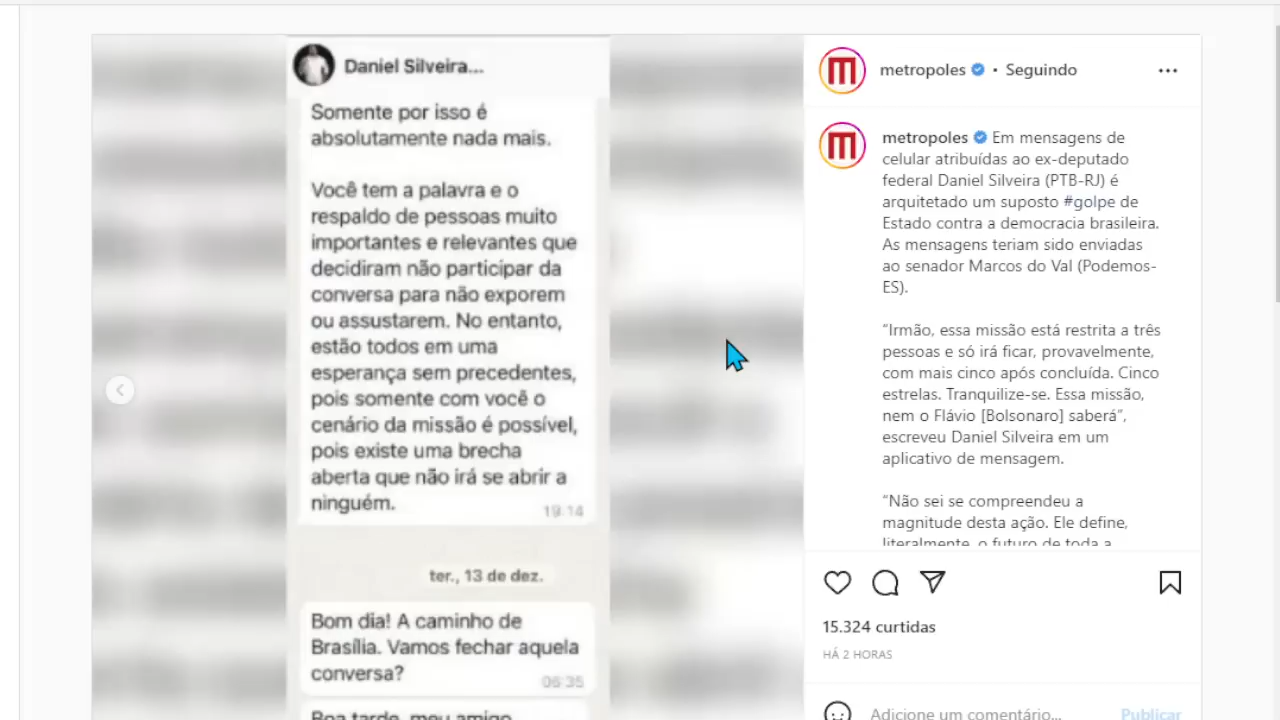 Daniel Silveira...
Somente por isso é
absolutamente nada mais.
Você tem a palavra e o
respaldo de pessoas muito
importantes e relevantes que
decidiram não participar da
conversa para não exporem
ou assustarem. No entanto,
estão todos em uma
esperança sem precedentes,
pois somente com você o
cenário da missão é possível,
pois existe uma brecha
aberta que não irá se abrir a
ninguém.
19:14
ter., 13 de dez.
Bom dia! A caminho de
Brasília. Vamos fechar aquela
conversa?
06:35
Boa tarde, meu amigo
metropoles • Seguindo
metropoles Em mensagens de
celular atribuídas ao ex-deputado
federal Daniel Silveira (PTB-RJ) é
arquitetado um suposto #golpe de
Estado contra a democracia brasileira.
As mensagens teriam sido enviadas
ao senador Marcos do Val (Podemos-
ES).
“Irmão, essa missão está restrita a três
pessoas e só irá ficar, provavelmente,
com mais cinco após concluída. Cinco
estrelas. Tranquilize-se. Essa missão,
nem o Flávio [Bolsonaro] saberá”,
escreveu Daniel Silveira em um
aplicativo de mensagem.
“Não sei se compreendeu a
magnitude desta ação. Ele define,
literalmente, o futuro de toda a
15.324 curtidas
HÁ 2 HORAS
Adicione um comentário...
Publicar